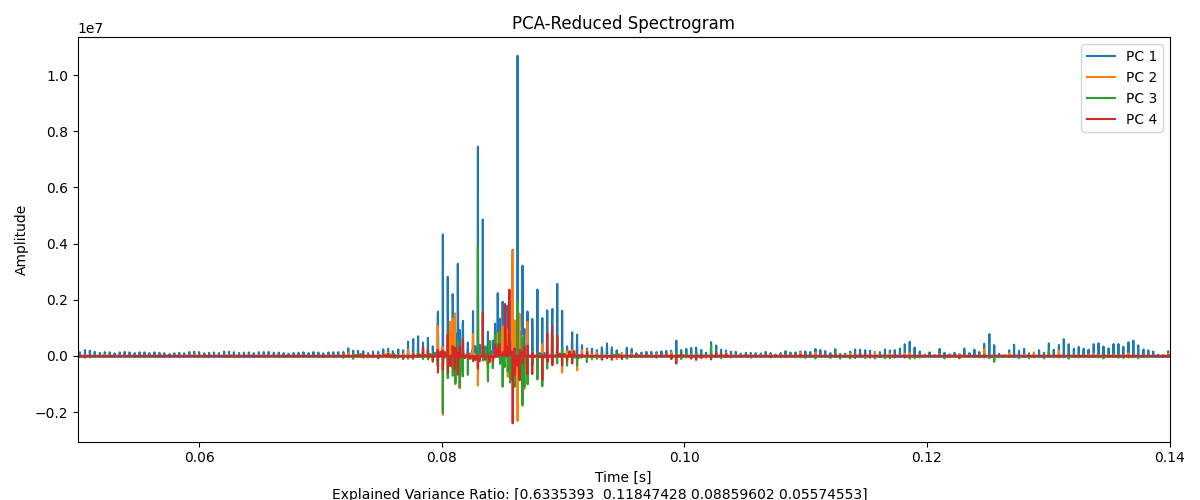 PCA-Reduced Spectrogram
1e7
PC 1
PC 2
PC 3
PC 4
1.0
0.8
0.6
0.4
0.2
0.0
−0.2
Amplitude
0.06 0.08 0.10 0.12 0.14
Time [s]
Explained Variance Ratio: [0.6335393  0.11847428 0.08859602 0.05574553]